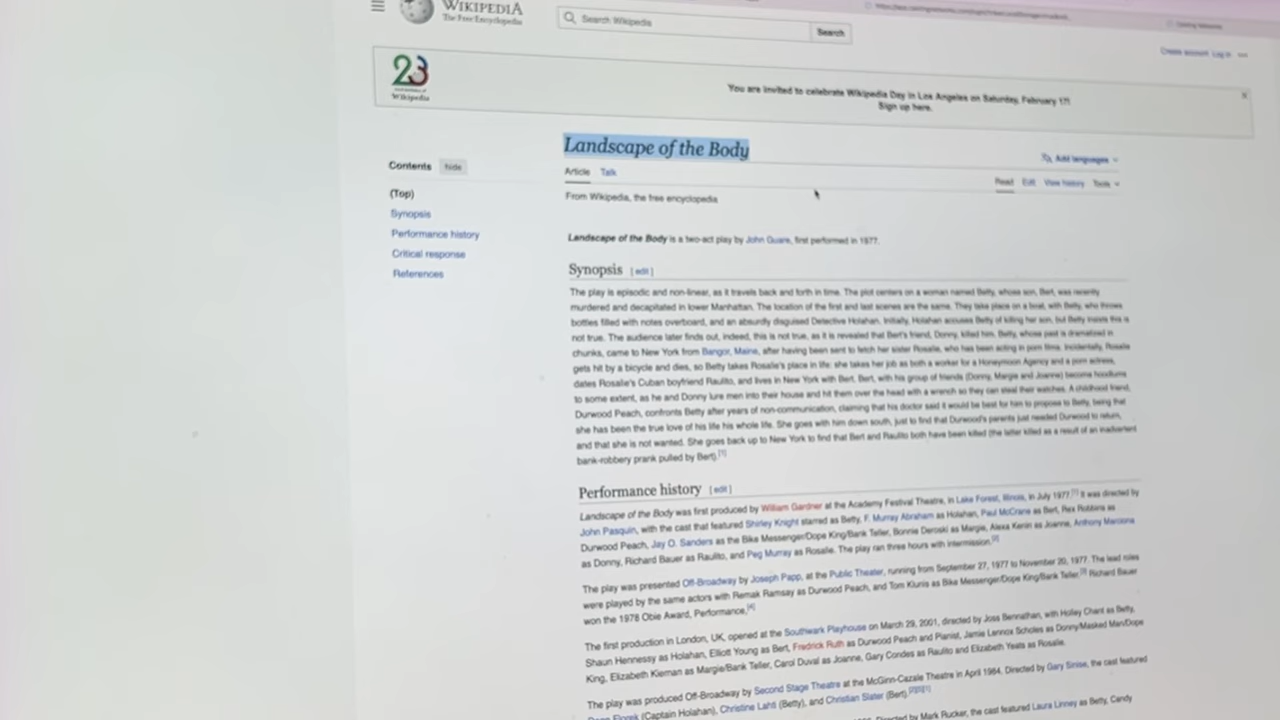 WIKIPEDIA
The Free Encyclopedia
Search Wikipedia
Search
Create account Log in
23
Wikipedia
You are invited to celebrate Wikipedia Day in Los Angeles on Saturday, February 17!
Sign up here.
Contents hide
(Top)
Synopsis
Performance history
Critical response
References
Landscape of the Body
Add languages
Article Talk
Read Edit View history Tools
From Wikipedia, the free encyclopedia
Landscape of the Body is a two-act play by John Guare, first performed in 1977.
Synopsis [ edit ]
The play is episodic and non-linear, as it travels back and forth in time. The plot centers on a woman named Betty, whose son, Bert, was recently
murdered and decapitated in lower Manhattan. The location of the first and last scenes are the same. They take place on a boat, with Betty, who throws
bottles filled with notes overboard, and an absurdly disguised Detective Holahan. Initially, Holahan accuses Betty of killing her son, but Betty insists this is
not true. The audience later finds out, indeed, this is not true, as it is revealed that Bert's friend, Donny, killed him. Betty, whose past is dramatized in
chunks, came to New York from Bangor, Maine, after having been sent to fetch her sister Rosalie, who has been acting in porn films. Incidentally, Rosalie
gets hit by a bicycle and dies, so Betty takes Rosalie's place in life: she takes her job as both a worker for a Honeymoon Agency and a porn actress,
dates Rosalie's Cuban boyfriend Raulito, and lives in New York with Bert. Bert, with his group of friends (Donny, Margie and Joanne) become hoodlums
to some extent, as he and Donny lure men into their house and hit them over the head with a wrench so they can steal their watches. A childhood friend,
Durwood Peach, confronts Betty after years of non-communication, claiming that his doctor said it would be best for him to propose to Betty, being that
she has been the true love of his life his whole life. She goes with him down south, just to find that Durwood's parents just needed Durwood to return,
and that she is not wanted. She goes back up to New York to find that Bert and Raulito both have been killed (the latter killed as a result of an inadvertent
bank-robbery prank pulled by Bert).[1]
Performance history [ edit ]
Landscape of the Body was first produced by William Gardner at the Academy Festival Theatre, in Lake Forest, Illinois, in July 1977.[1] It was directed by
John Pasquin, with the cast that featured Shirley Knight starred as Betty, F. Murray Abraham as Holahan, Paul McCrane as Bert, Rex Robbins as
Durwood Peach, Jay O. Sanders as the Bike Messenger/Dope King/Bank Teller, Bonnie Deroski as Margie, Alexa Kenin as Joanne, Anthony Marciona
as Donny, Richard Bauer as Raulito, and Peg Murray as Rosalie. The play ran three hours with intermission.[2]
The play was presented Off-Broadway by Joseph Papp, at the Public Theater, running from September 27, 1977 to November 20, 1977. The lead roles
were played by the same actors with Remak Ramsay as Durwood Peach, and Tom Klunis as Bike Messenger/Dope King/Bank Teller.[3] Richard Bauer
won the 1978 Obie Award, Performance.[4]
The first production in London, UK, opened at the Southwark Playhouse on March 29, 2001, directed by Joss Bennathan, with Holley Chant as Betty,
Shaun Hennessy as Holahan, Elliott Young as Bert, Fredrick Ruth as Durwood Peach and Pianist, Jamie Lennox Scholes as Donny/Masked Man/Dope
King, Elizabeth Kiernan as Margie/Bank Teller, Carol Duval as Joanne, Gary Condes as Raulito and Elizabeth Yeats as Rosalie.
The play was produced Off-Broadway by Second Stage Theatre at the McGinn-Cazale Theatre in April 1984. Directed by Gary Sinise, the cast featured
(Captain Holahan), Christine Lahti (Betty), and Christian Slater (Bert).
Directed by Mark Rucker, the cast featured Laura Linney as Betty, Candy